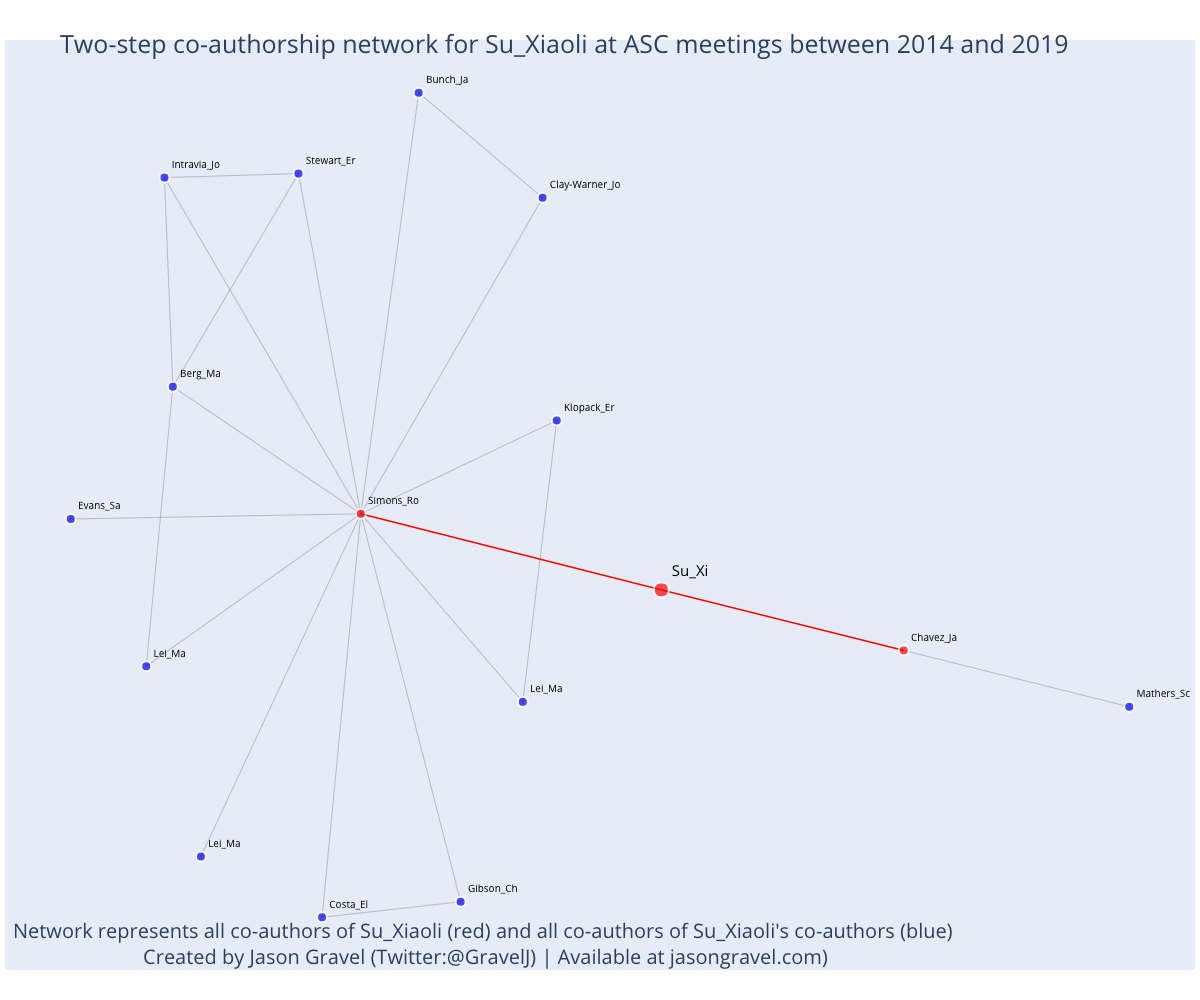 Two-step co-authorship network for Su_Xiaoli at ASC meetings between 2014 and 2019
Bunch_Ja
Intravia_Jo
Stewart_Er
Clay-Warner_Jo
Berg_Ma
Klopack_Er
Evans_Sa
Simons_Ro
Su_Xi
Chavez_Ja
Lei_Ma
Lei_Ma
Mathers_Sc
Lei_Ma
Gibson_Ch
Costa_El
Network represents all co-authors of Su_Xiaoli (red) and all co-authors of Su_Xiaoli's co-authors (blue)
Created by Jason Gravel (Twitter:@GravelJ) | Available at jasongravel.com)